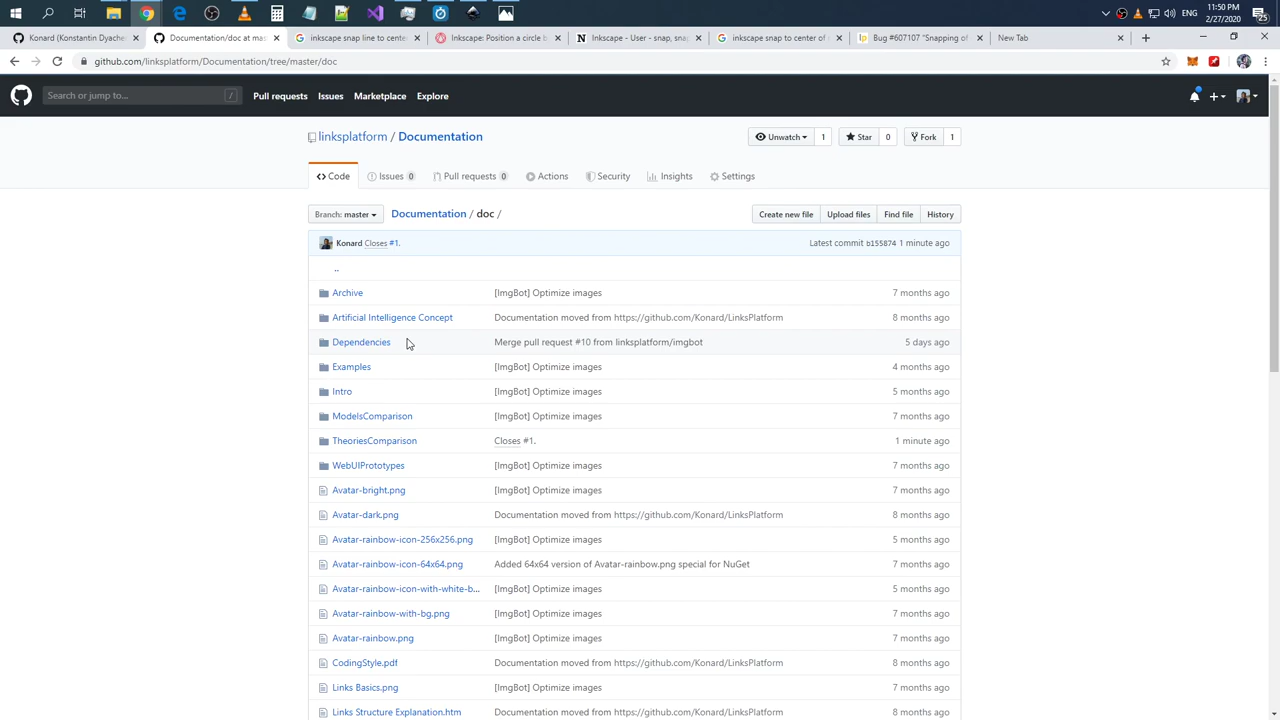 11:50 PM
ENG
2/27/2020
25
Konard (Konstantin Dyache
Documentation/doc at mas
inkscape snap line to center
Inkscape: Position a circle b
Inkscape - User - snap, snap
inkscape snap to center of
Bug #607107 "Snapping of
New Tab
github.com/linksplatform/Documentation/tree/master/doc
Search or jump to...
/
Pull requests
Issues
Marketplace
Explore
linksplatform / Documentation
Unwatch 1
Star 0
Fork 1
Code
Issues 0
Pull requests 0
Actions
Security
Insights
Settings
Branch: master
Documentation / doc /
Create new file
Upload files
Find file
History
Konard Closes #1.
Latest commit b155874 1 minute ago
..
Archive [ImgBot] Optimize images 7 months ago
Artificial Intelligence Concept Documentation moved from https://github.com/Konard/LinksPlatform 8 months ago
Dependencies Merge pull request #10 from linksplatform/imgbot 5 days ago
Examples [ImgBot] Optimize images 4 months ago
Intro [ImgBot] Optimize images 5 months ago
ModelsComparison [ImgBot] Optimize images 7 months ago
TheoriesComparison Closes #1. 1 minute ago
WebUIPrototypes [ImgBot] Optimize images 7 months ago
Avatar-bright.png [ImgBot] Optimize images 7 months ago
Avatar-dark.png Documentation moved from https://github.com/Konard/LinksPlatform 8 months ago
Avatar-rainbow-icon-256x256.png [ImgBot] Optimize images 5 months ago
Avatar-rainbow-icon-64x64.png Added 64x64 version of Avatar-rainbow.png special for NuGet 7 months ago
Avatar-rainbow-icon-with-white-b... [ImgBot] Optimize images 5 months ago
Avatar-rainbow-with-bg.png [ImgBot] Optimize images 7 months ago
Avatar-rainbow.png [ImgBot] Optimize images 7 months ago
CodingStyle.pdf Documentation moved from https://github.com/Konard/LinksPlatform 8 months ago
Links Basics.png [ImgBot] Optimize images 7 months ago
Links Structure Explanation.htm Documentation moved from https://github.com/Konard/LinksPlatform 8 months ago